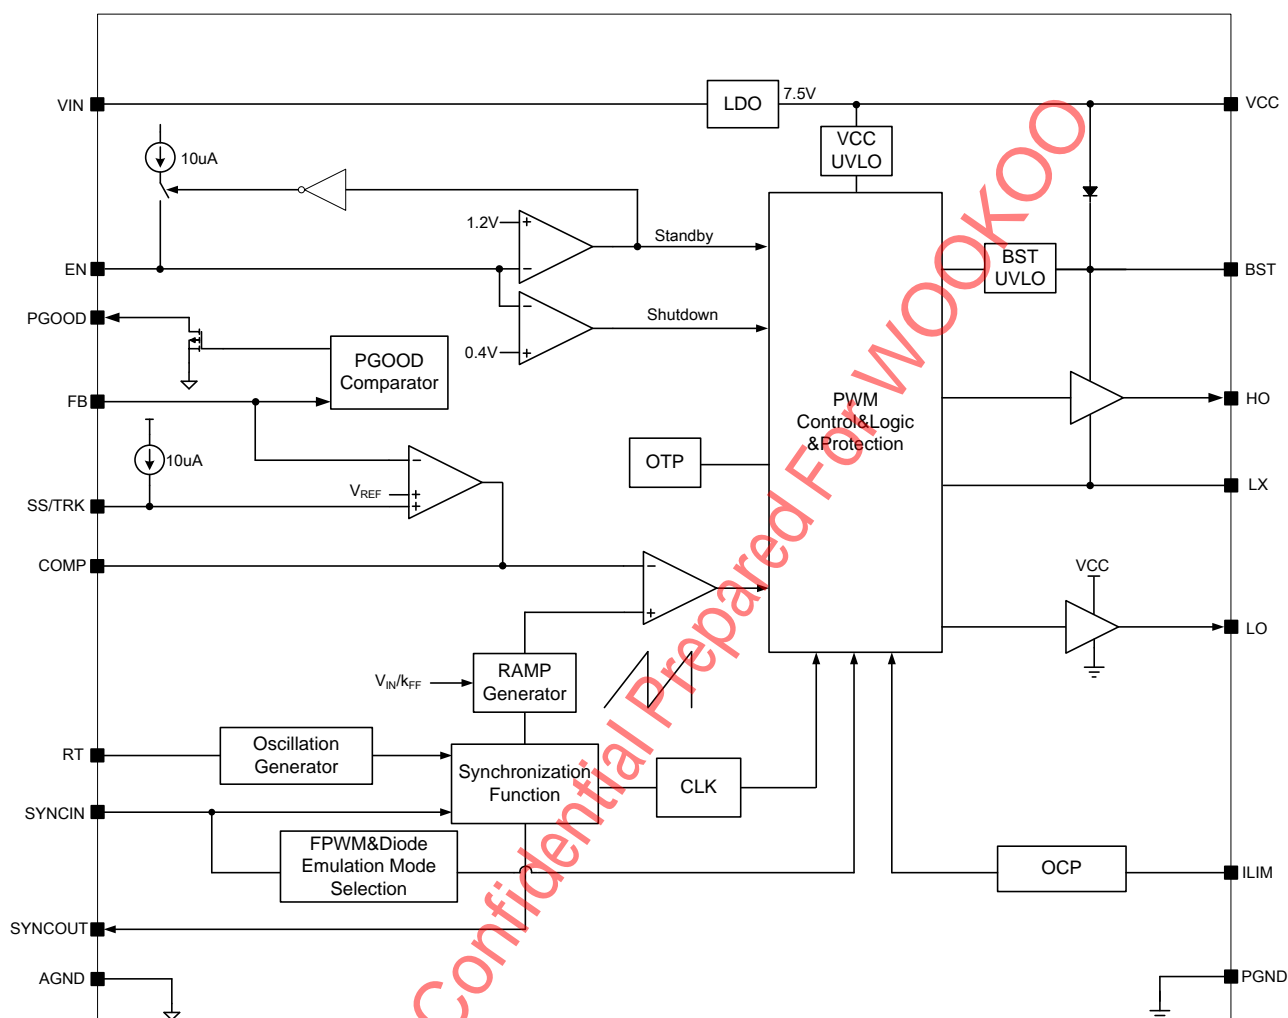 VIN
LDO
7.5V
VCC
VCC
UVLO
10uA
1.2V
+
Standby
EN
−
BST
UVLO
BST
−
Shutdown
PGOOD
0.4V
+
PGOOD
Comparator
FB
PWM
Control&Logic
&Protection
HO
10uA
−
OTP
VREF
+
SS/TRK
+
LX
COMP
−
+
VCC
LO
VIN/kFF
RAMP
Generator
RT
Oscillation
Generator
Synchronization
Function
CLK
SYNCIN
FPWM&Diode
Emulation Mode
Selection
OCP
ILIM
SYNCOUT
AGND
PGND
Confidential Prepared For WOOKOO